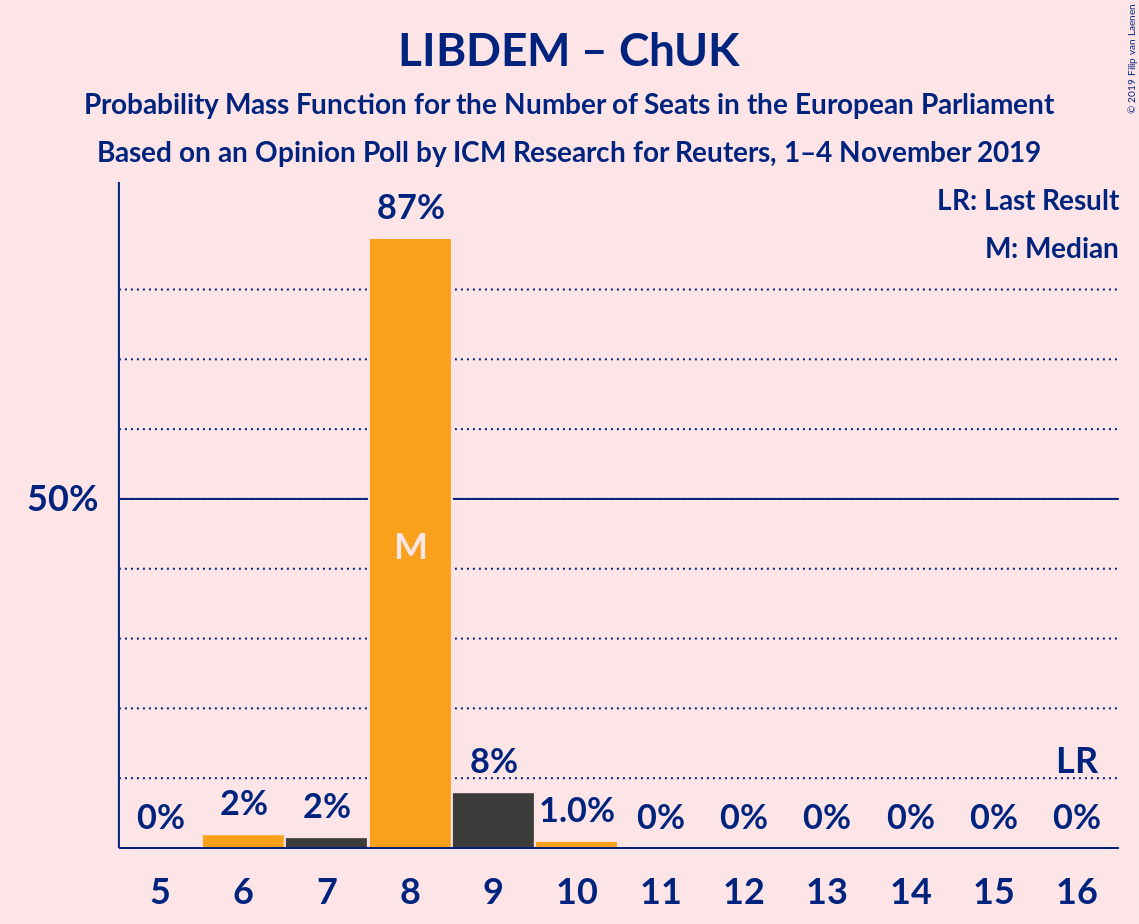 LIBDEM – ChUK
Probability Mass Function for the Number of Seats in the European Parliament
Based on an Opinion Poll by ICM Research for Reuters, 1–4 November 2019
© 2019 Filip van Laenen
LR: Last Result
M: Median
87%
50%
M
8%
LR
0%
2%
2%
1.0%
0%
0%
0%
0%
0%
0%
5 6 7 8 9 10 11 12 13 14 15 16